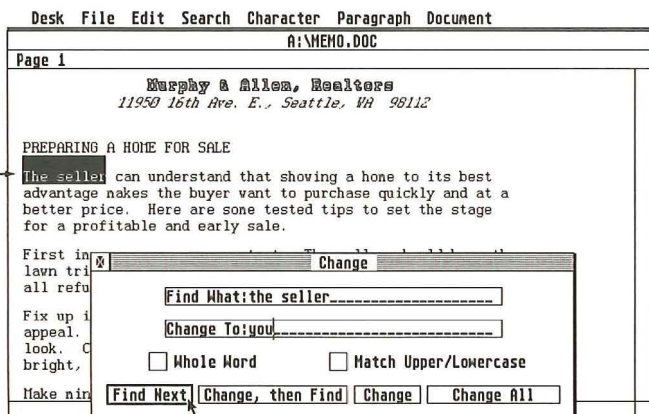 Desk File Edit Search Character Paragraph Document
A:\MEMO.DOC
Page 1
Murphy & Allen, Realtors
11950 16th Ave. E., Seattle, WA 98112
PREPARING A HOME FOR SALE
The seller can understand that showing a home to its best
advantage makes the buyer want to purchase quickly and at a
better price. Here are some tested tips to set the stage
for a profitable and early sale.
First in
lawn tri
all refu
Fix up i
appeal.
look. C
bright,
Make nin
Change
Find What:the seller
Change To:you
Whole Word Match Upper/Lowercase
Find Next Change, then Find Change Change All